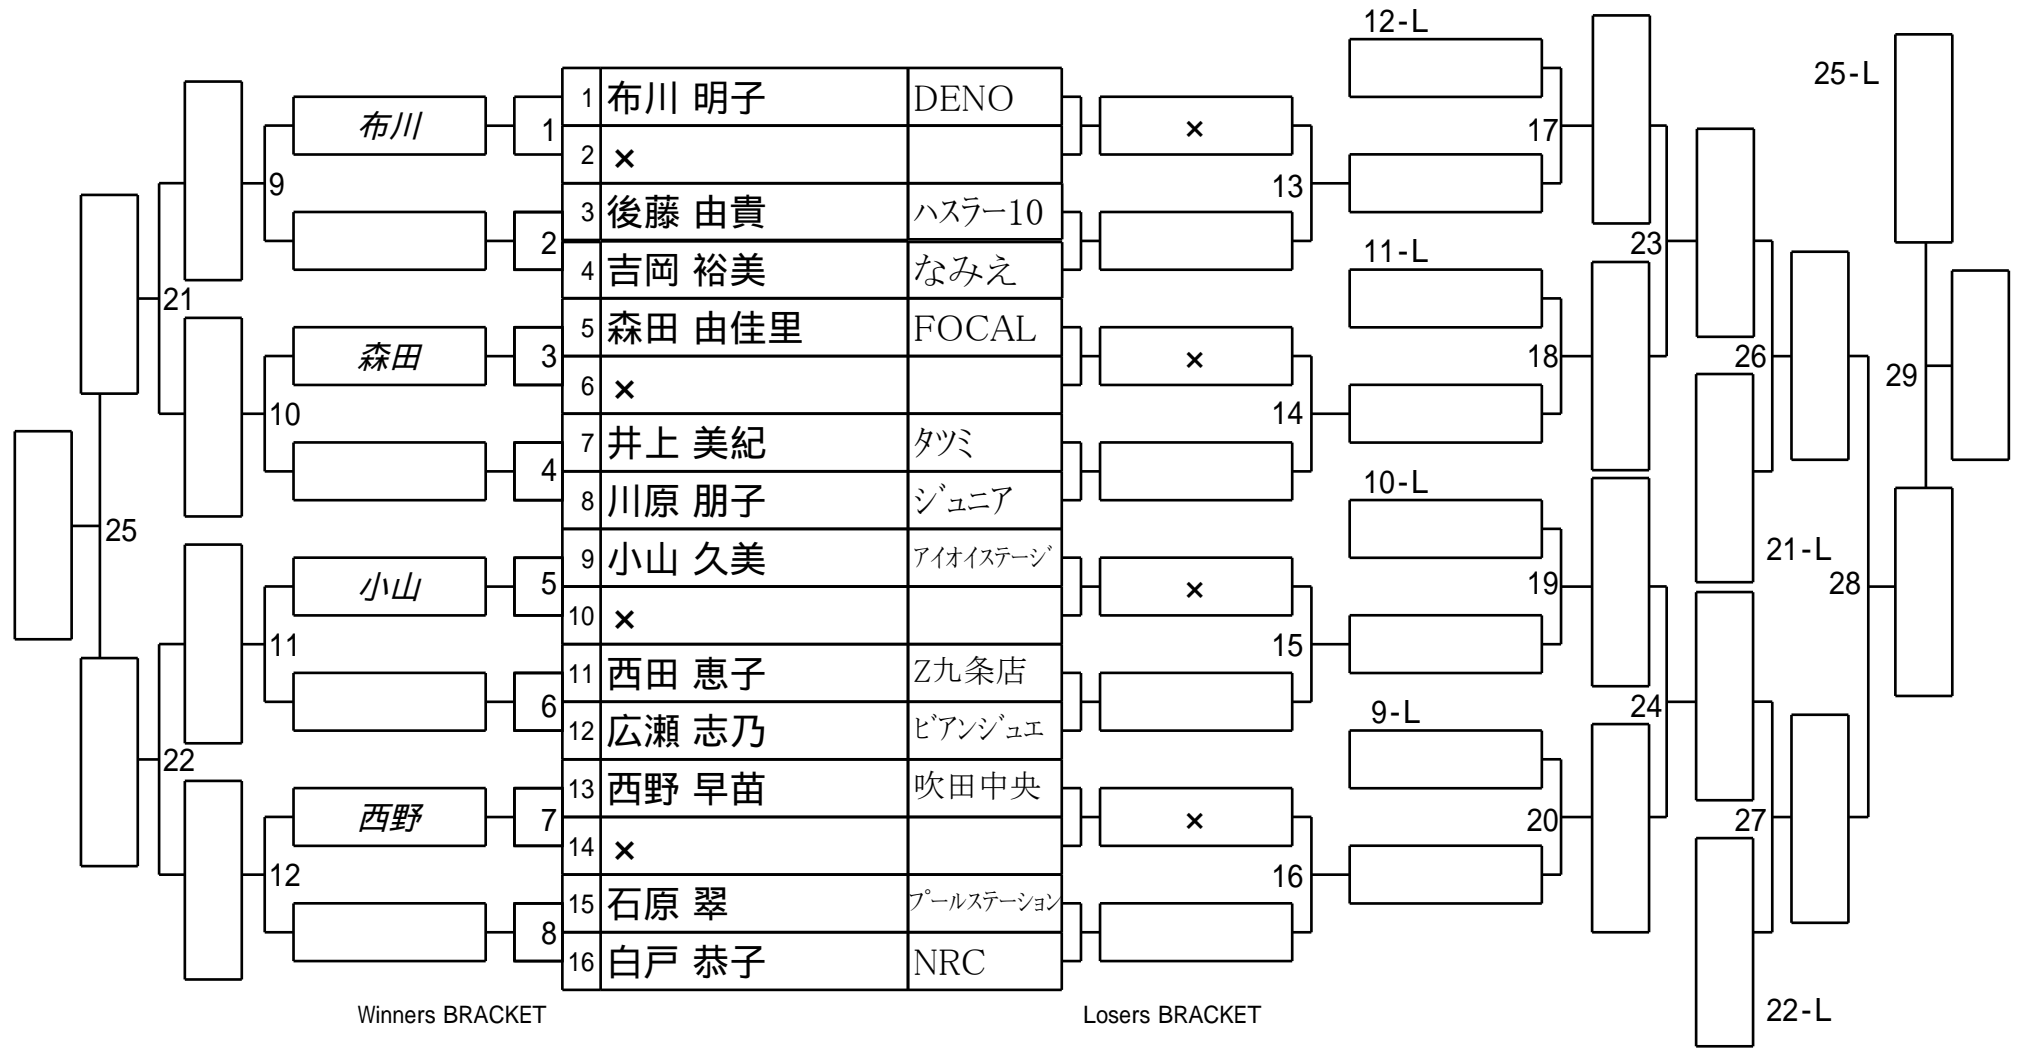 12-L
25-L
1 布川 明子 DENO
布川 1 × 17
2 ×
9 13
3 後藤 由貴 ハスラー10
2 11-L 23
4 吉岡 裕美 なみえ
21
5 森田 由佳里 FOCAL
森田 3 × 18 26
6 × 29
10 14
7 井上 美紀 タツミ
4 10-L
8 川原 朋子 ジュニア
25
9 小山 久美 アイオイステージ 21-L
小山 5 × 19 28
10 ×
11 15
11 西田 恵子 Z九条店
6 9-L 24
12 広瀬 志乃 ビアンジュエ
22
13 西野 早苗 吹田中央
西野 7 × 20 27
14 ×
12 16
15 石原 翠 プールステーション
8
16 白戸 恭子 NRC
Winners BRACKET Losers BRACKET 22-L